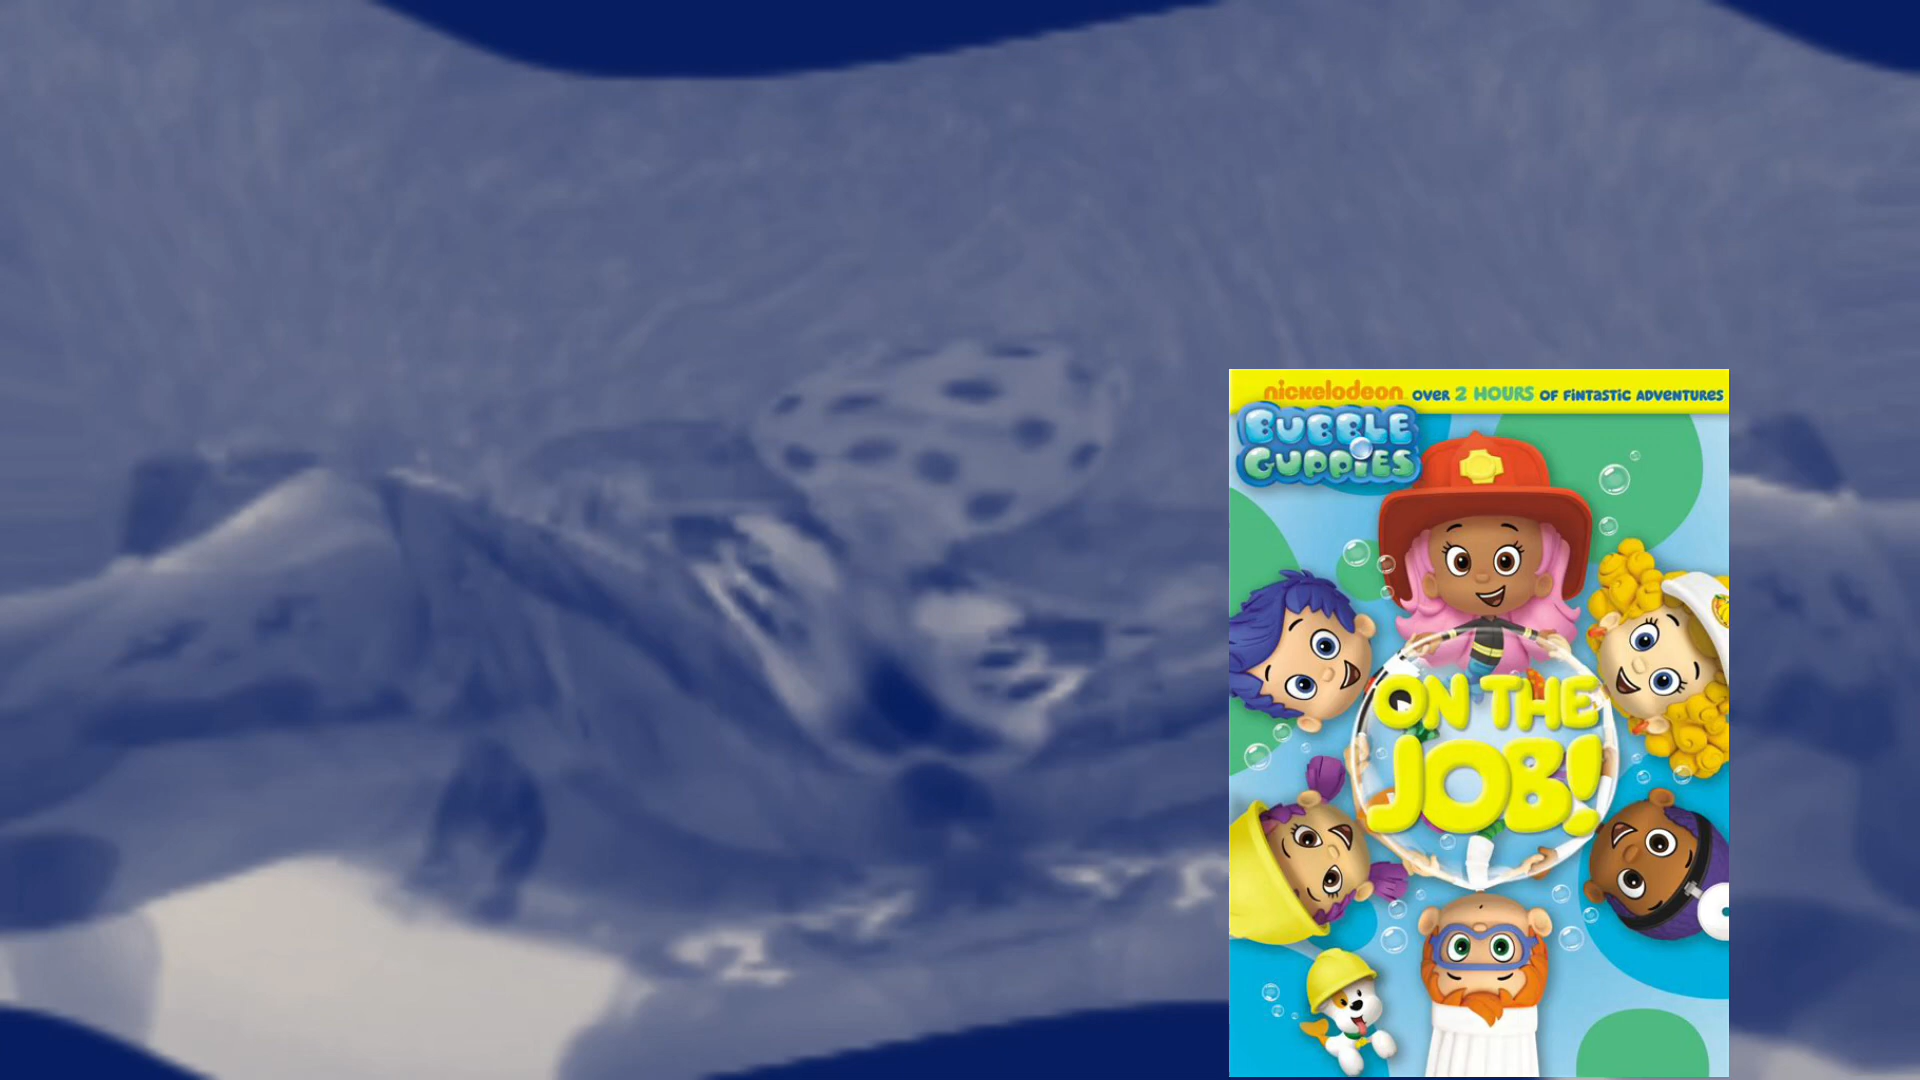 nickelodeon OVER 2 HOURS OF FINTASTIC ADVENTURES
BUBBLE
GUPPIES
ON THE
JOB!